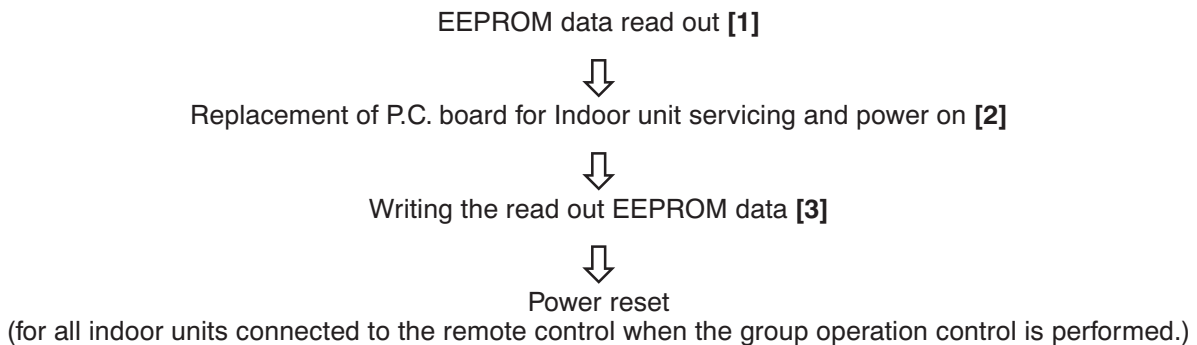 EEPROM data read out [1]
Replacement of P.C. board for Indoor unit servicing and power on [2]
Writing the read out EEPROM data [3]
Power reset
(for all indoor units connected to the remote control when the group operation control is performed.)